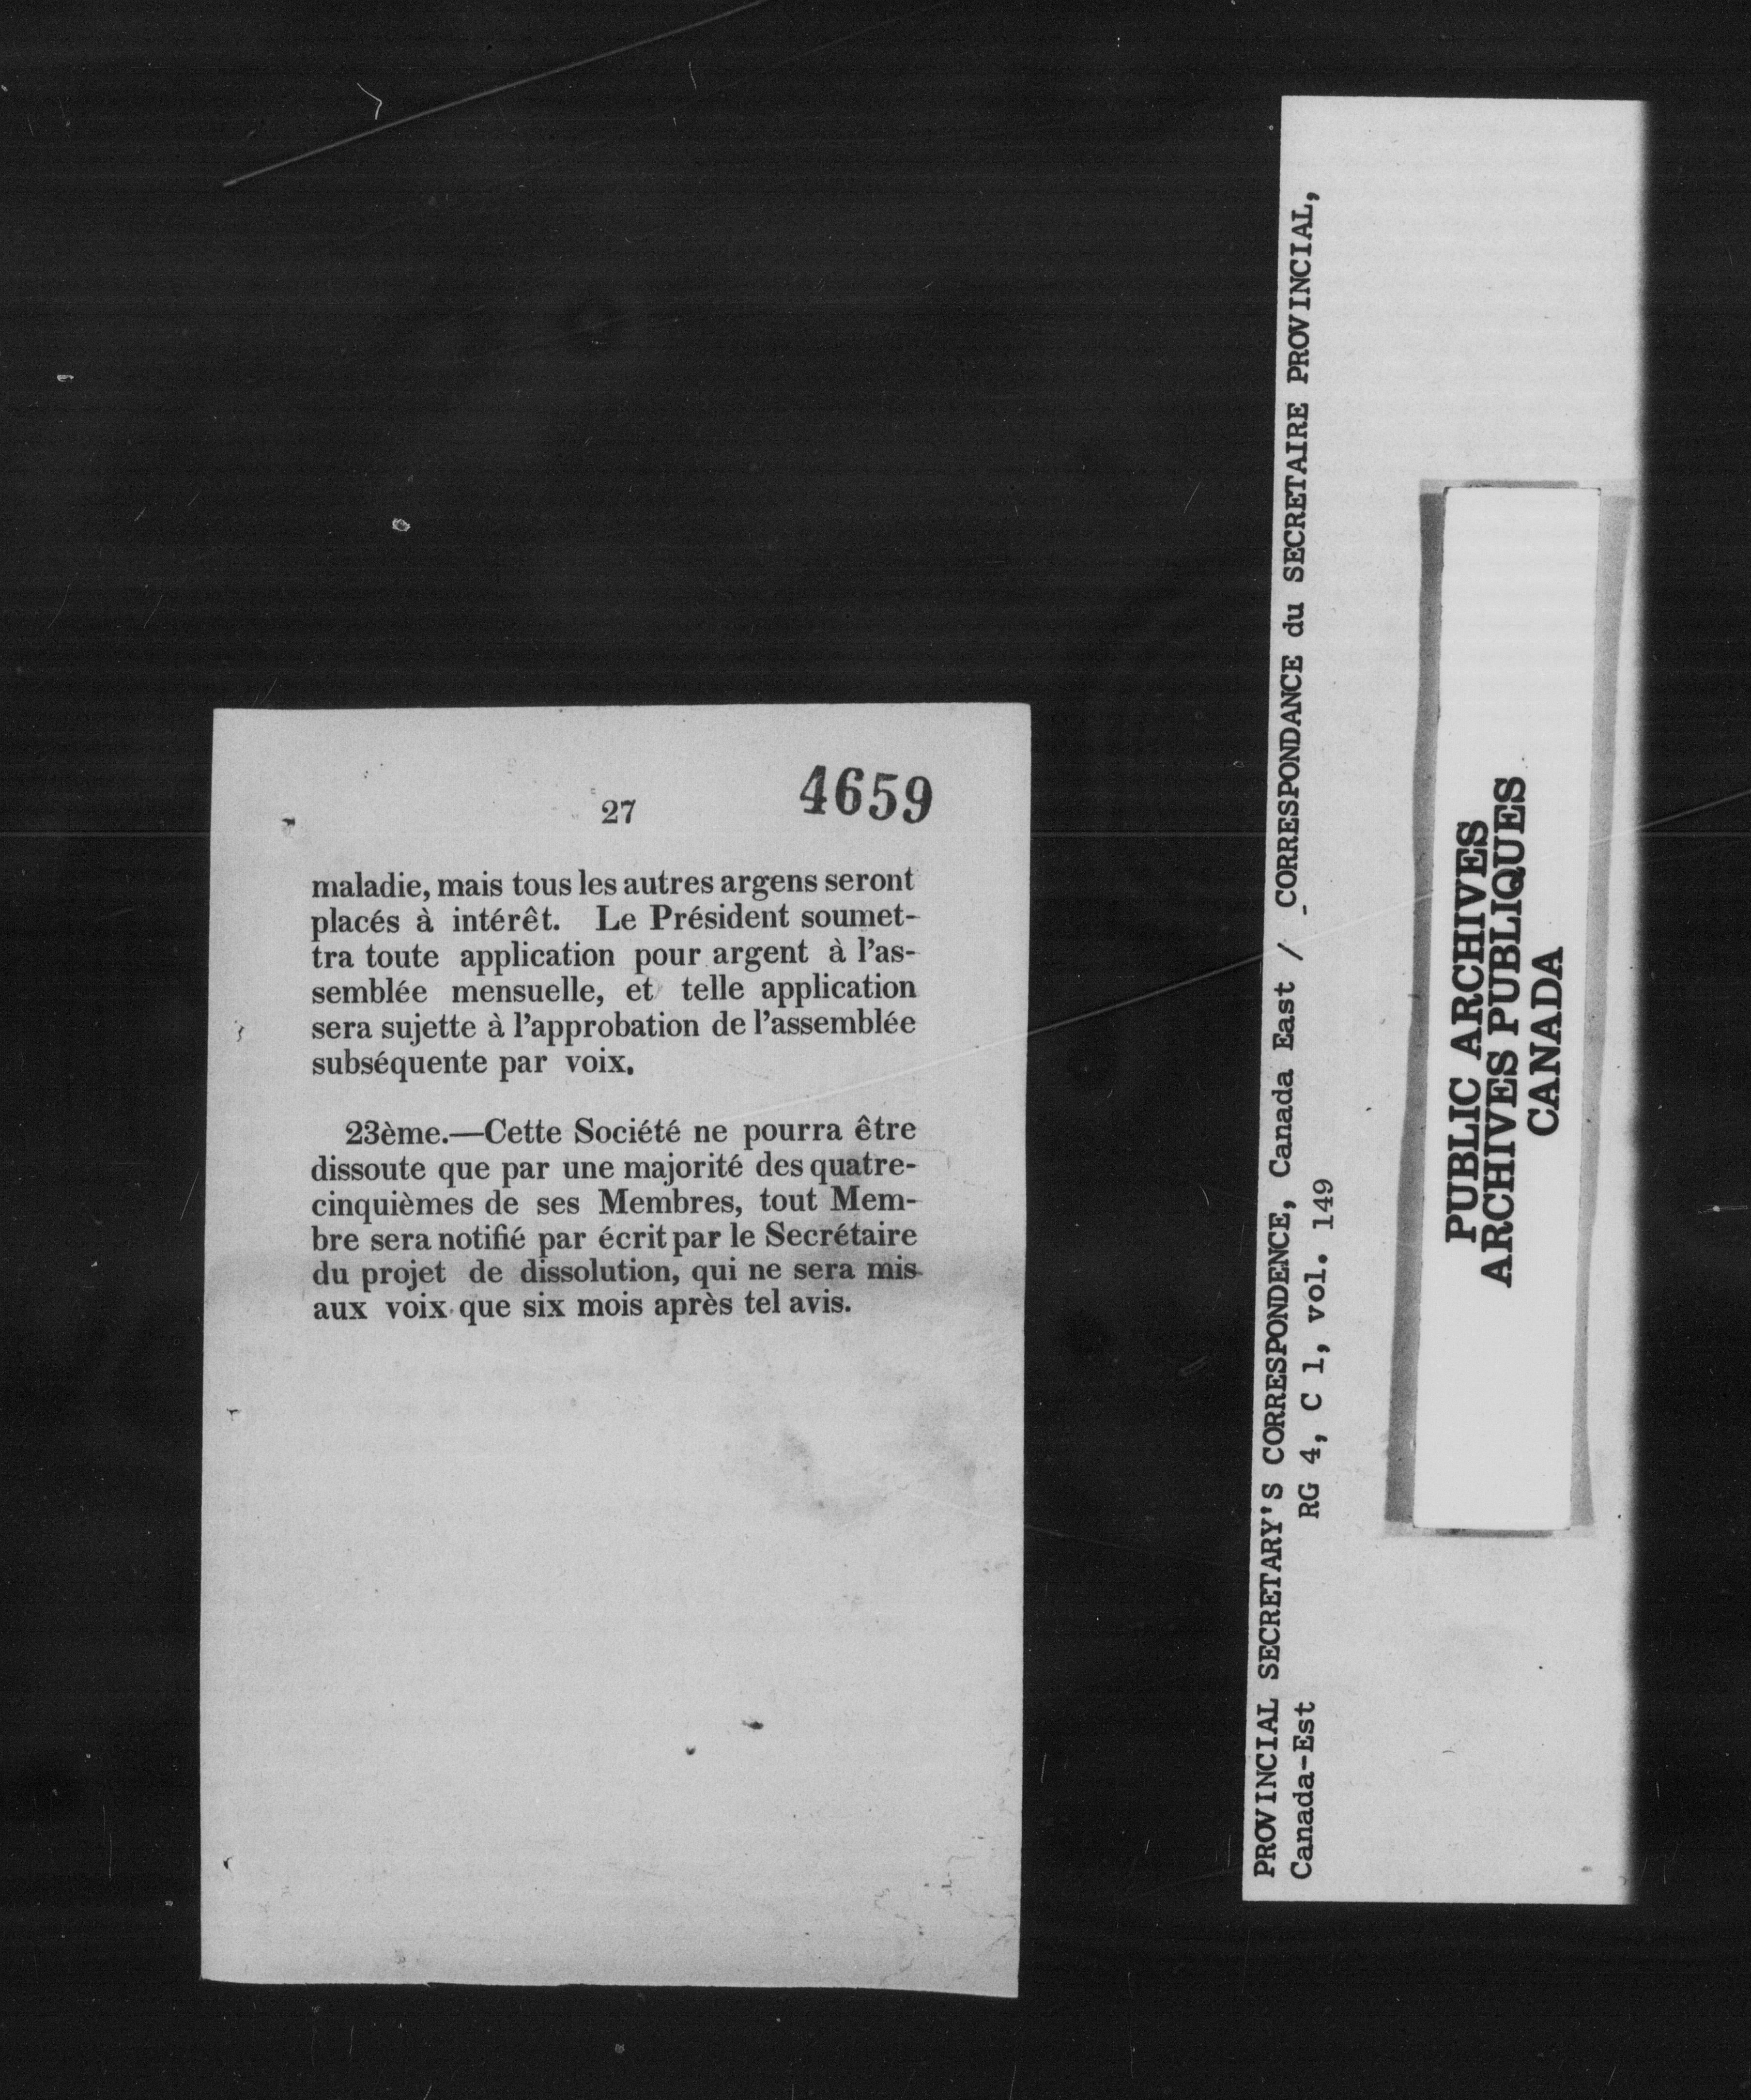 27
4659
maladie, mais tous les autres argens seront
placés à intérêt. Le Président soumet-
tra toute application pour argent à l'as-
semblée mensuelle, et telle application
sera sujette à l'approbation de l'assemblée
subséquente par voix.
23ème.—Cette Société ne pourra être
dissoute que par une majorité des quatre-
cinquièmes de ses Membres, tout Mem-
bre sera notifié par écrit par le Secrétaire
du projet de dissolution, qui ne sera mis
aux voix que six mois après tel avis.
PROVINCIAL SECRETARY'S CORRESPONDENCE, Canada East / CORRESPONDANCE du SECRETAIRE PROVINCIAL,
Canada-Est RG 4, C 1, vol. 149
PUBLIC ARCHIVES
ARCHIVES PUBLIQUES
CANADA